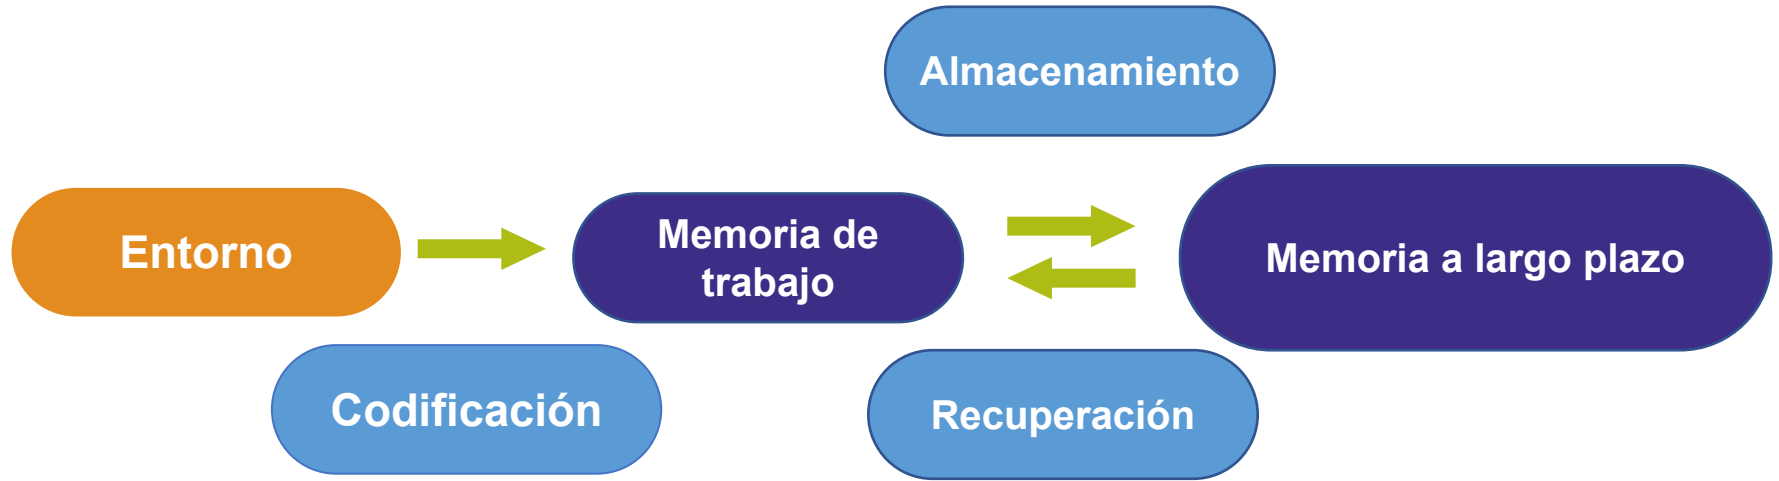 Almacenamiento
Entorno
Memoria de
trabajo
Memoria a largo plazo
Codificación
Recuperación